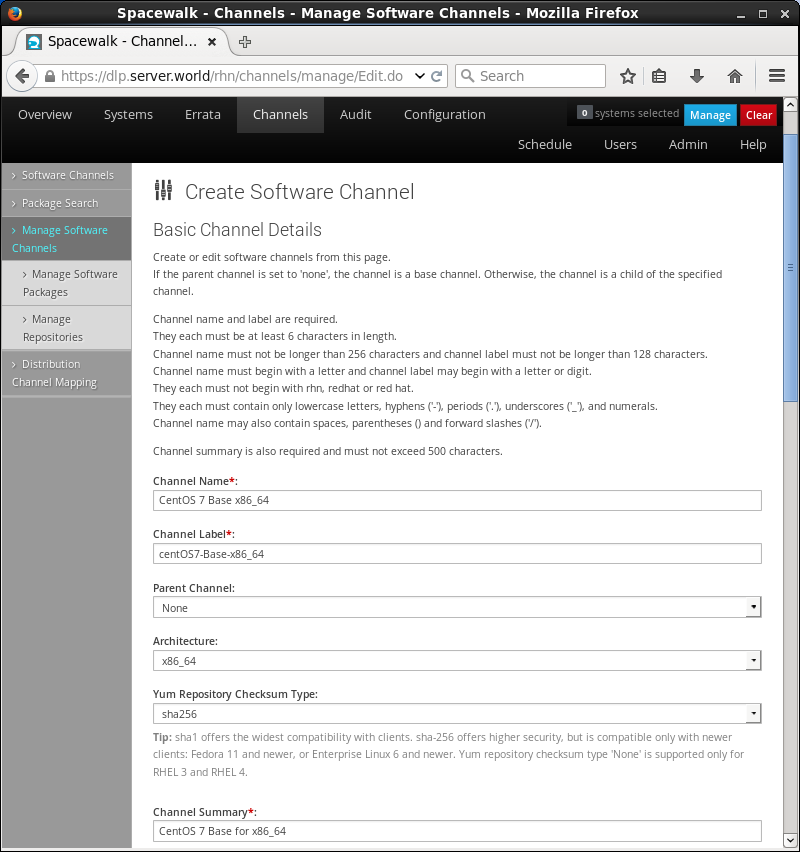 Spacewalk - Channels - Manage Software Channels - Mozilla Firefox
Spacewalk - Channel...
https://dlp.server.world/rhn/channels/manage/Edit.do
Search
Overview Systems Errata Channels Audit Configuration
0 systems selected Manage Clear
Schedule Users Admin Help
Software Channels
Package Search
Manage Software
Channels
Manage Software
Packages
Manage
Repositories
Distribution
Channel Mapping
Create Software Channel
Basic Channel Details
Create or edit software channels from this page.
If the parent channel is set to 'none', the channel is a base channel. Otherwise, the channel is a child of the specified
channel.
Channel name and label are required.
They each must be at least 6 characters in length.
Channel name must not be longer than 256 characters and channel label must not be longer than 128 characters.
Channel name must begin with a letter and channel label may begin with a letter or digit.
They each must not begin with rhn, redhat or red hat.
They each must contain only lowercase letters, hyphens ('-'), periods ('.'), underscores ('_'), and numerals.
Channel name may also contain spaces, parentheses () and forward slashes ('/').
Channel summary is also required and must not exceed 500 characters.
Channel Name*:
CentOS 7 Base x86_64
Channel Label*:
centOS7-Base-x86_64
Parent Channel:
None
Architecture:
x86_64
Yum Repository Checksum Type:
sha256
Tip: sha1 offers the widest compatibility with clients. sha-256 offers higher security, but is compatible only with newer
clients: Fedora 11 and newer, or Enterprise Linux 6 and newer. Yum repository checksum type 'None' is supported only for
RHEL 3 and RHEL 4.
Channel Summary*:
CentOS 7 Base for x86_64